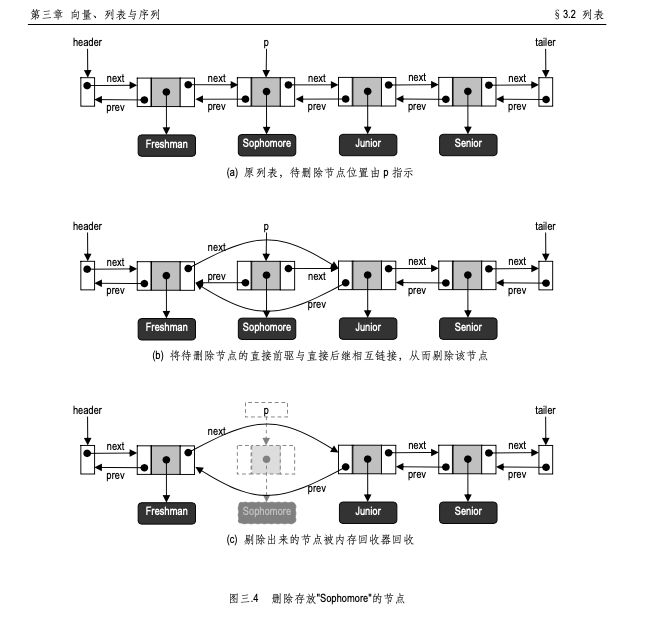 第三章 向量、列表与序列 § 3.2 列表
header p tailer
next next next next next
prev prev prev prev prev
Freshman Sophomore Junior Senior
(a) 原列表，待删除节点位置由 p 指示
header p tailer
next
next prev next next next
prev prev prev prev
Freshman Sophomore Junior Senior
(b) 将待删除节点的直接前驱与直接后继相互链接，从而剔除该节点
header p tailer
next
next next next
prev prev prev prev
Freshman Sophomore Junior Senior
(c) 剔除出来的节点被内存回收器回收
图三.4 删除存放"Sophomore"的节点